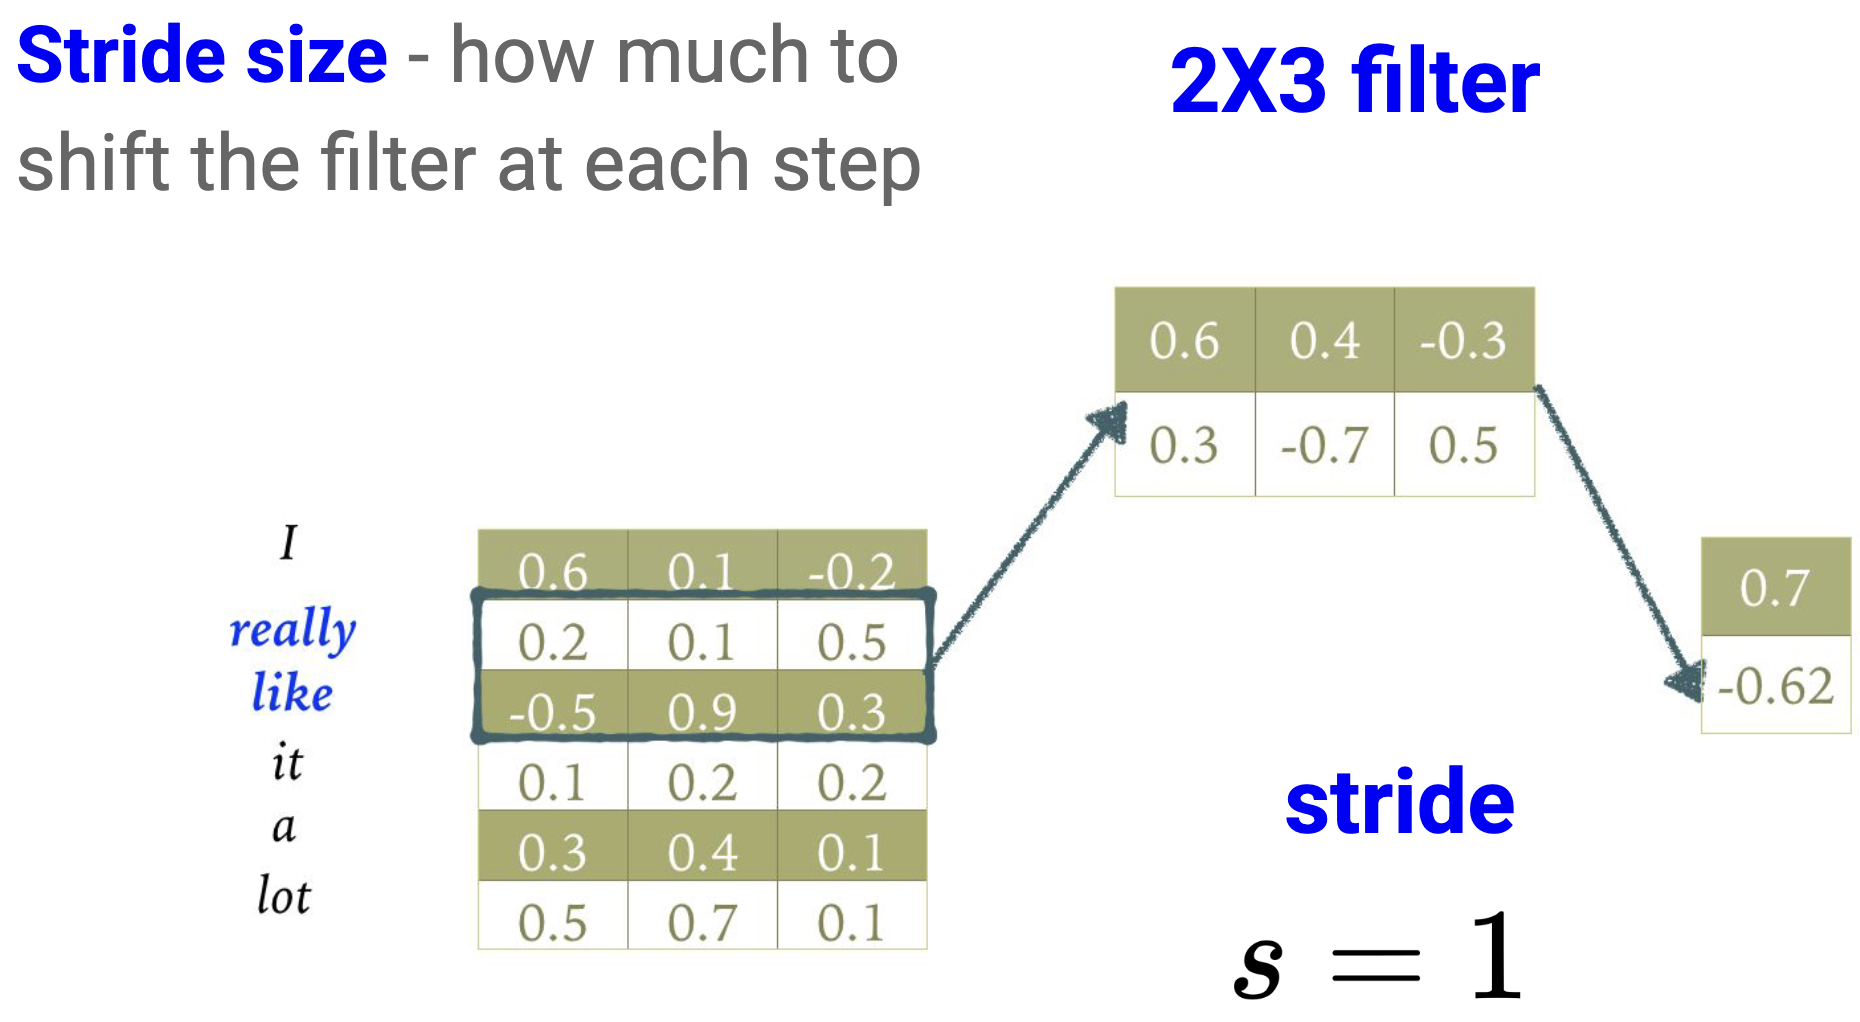 Stride size - how much to
shift the filter at each step
2X3 filter
0.6 0.4 -0.3
0.3 -0.7 0.5
I
really
like
it
a
lot
0.6 0.1 -0.2
0.2 0.1 0.5
-0.5 0.9 0.3
0.1 0.2 0.2
0.3 0.4 0.1
0.5 0.7 0.1
0.7
-0.62
stride
s = 1